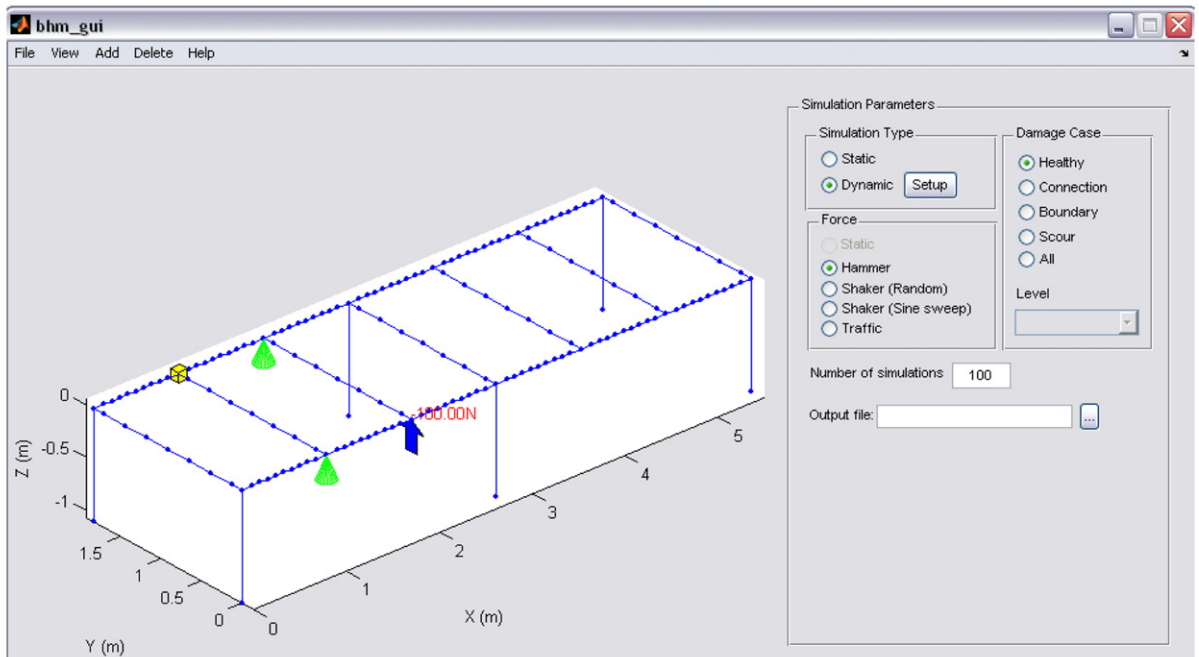 bhm_gui
File View Add Delete Help
Simulation Parameters
Simulation Type
Static
Dynamic Setup
Force
Static
Hammer
Shaker (Random)
Shaker (Sine sweep)
Traffic
Damage Case
Healthy
Connection
Boundary
Scour
All
Level
Number of simulations 100
Output file: ...
-100.00N
0
-0.5
-1
Z (m)
1.5
1
0.5
0
Y (m)
0
1
2
3
4
5
X (m)